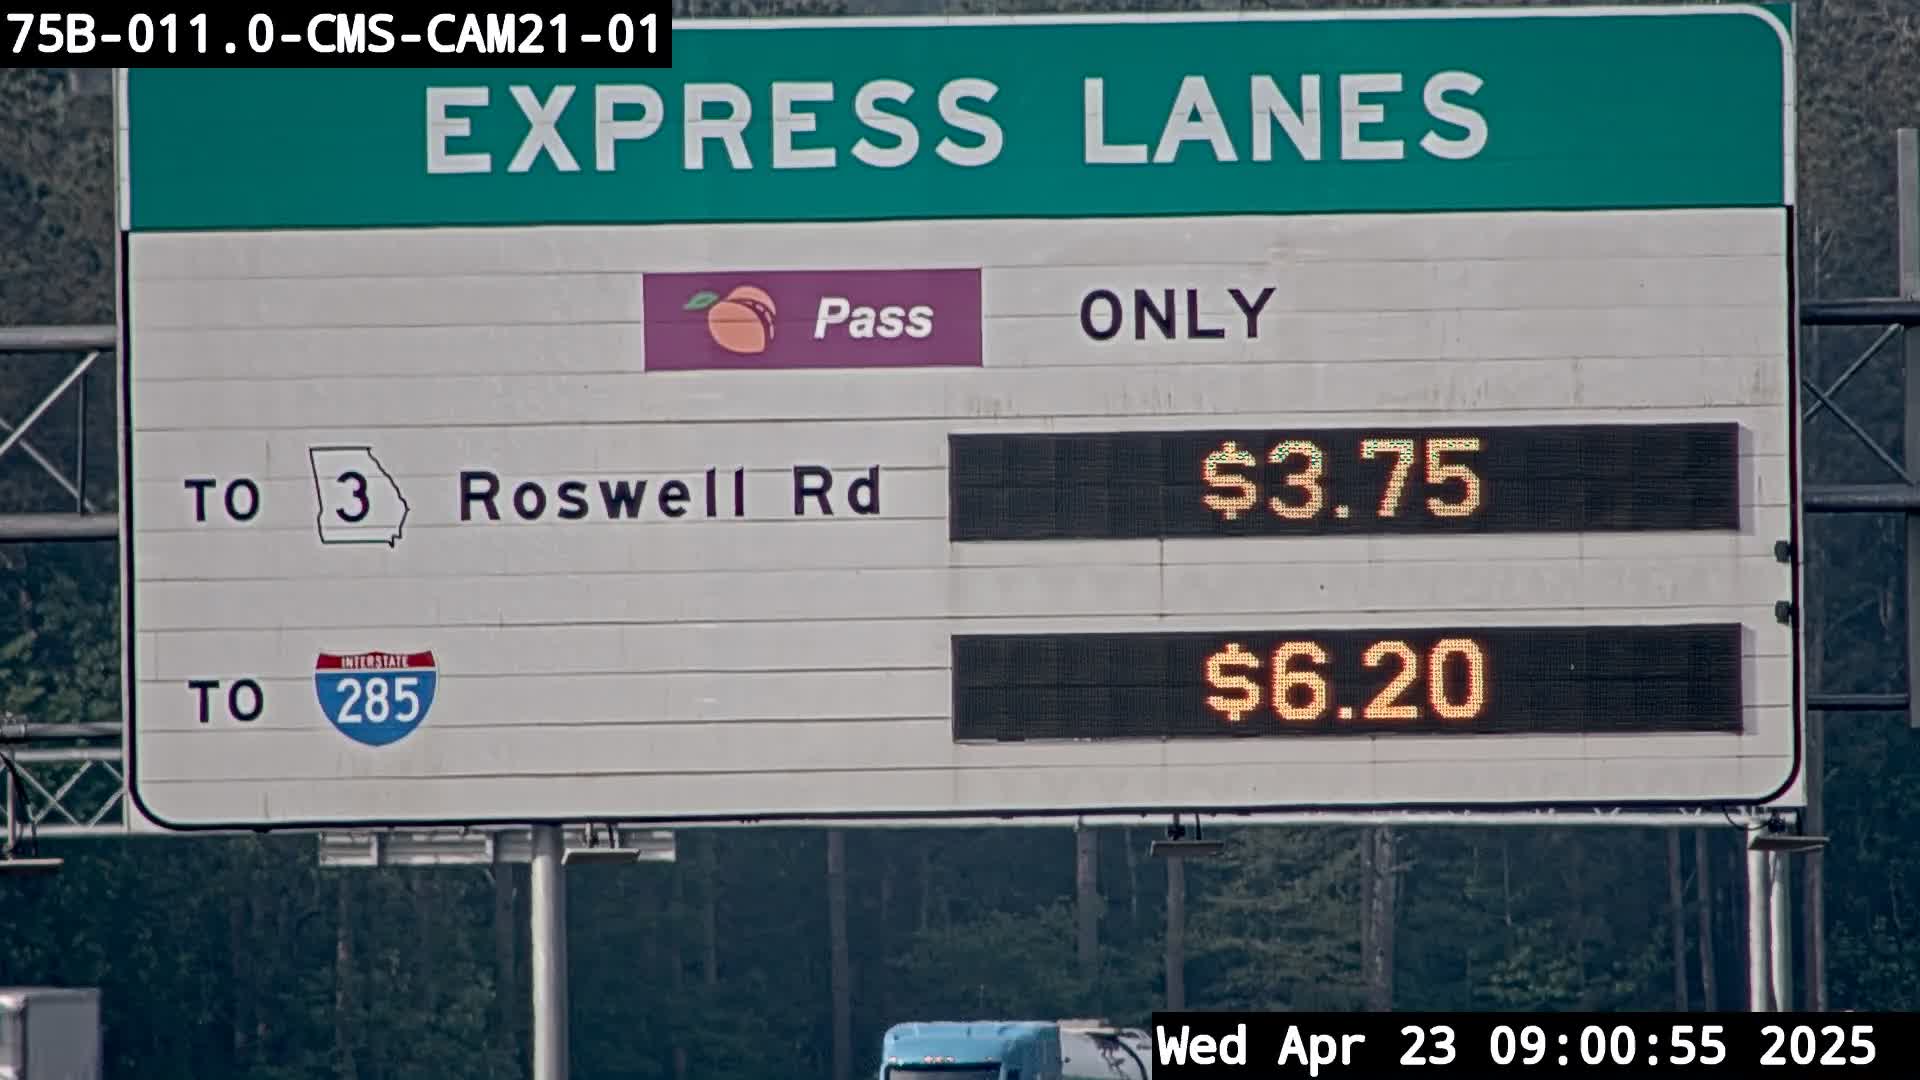 75B-011.0-CMS-CAM21-01
EXPRESS LANES
Pass ONLY
TO 3 Roswell Rd $3.75
INTERSTATE
TO 285 $6.20
Wed Apr 23 09:00:55 2025